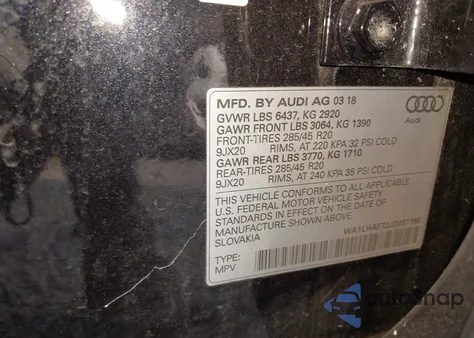 MFD. BY AUDI AG 03 18
GVWR LBS 6437, KG 2920
GAWR FRONT LBS 3064, KG 1390
FRONT-TIRES 285/45 R20
9JX20 RIMS, AT 220 KPA 32 PSI COLD
GAWR REAR LBS 3770, KG 1710
REAR-TIRES 285/45 R20
9JX20 RIMS, AT 240 KPA 35 PSI COLD
THIS VEHICLE CONFORMS TO ALL APPLICABLE
U.S. FEDERAL MOTOR VEHICLE SAFETY
STANDARDS IN EFFECT ON THE DATE OF
MANUFACTURE SHOWN ABOVE.
SLOVAKIA
TYPE:
MPV
Audi
autoSnap